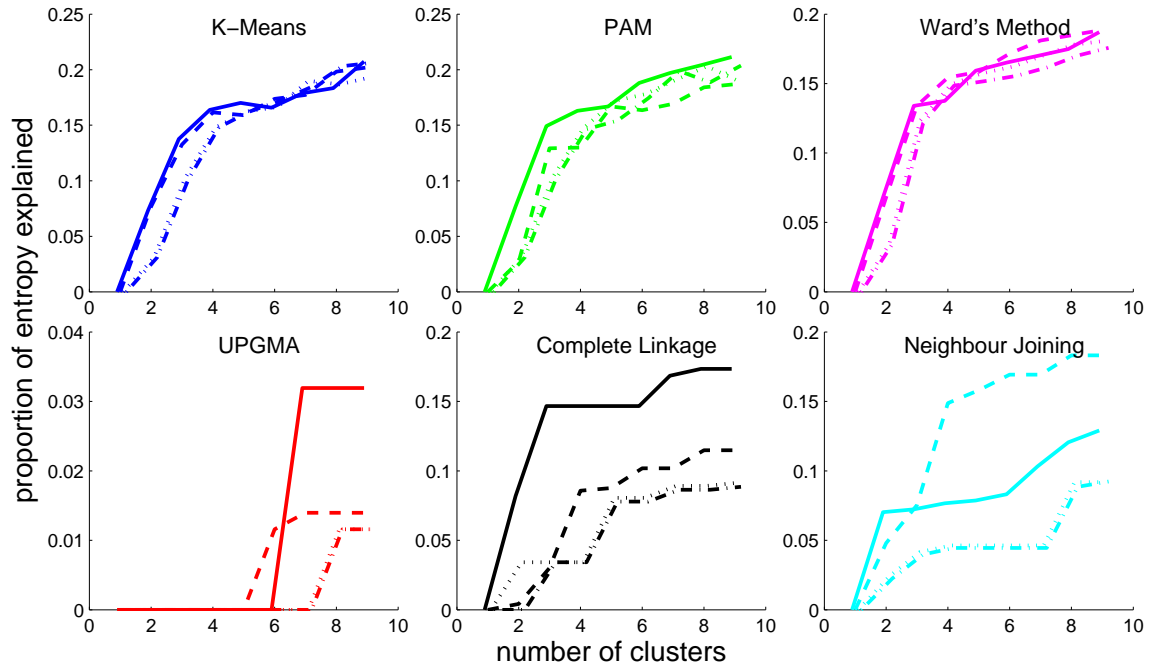 K−Means
PAM
Ward's Method
0.25
0.2
0.15
0.1
0.05
0
0 2 4 6 8 10
0.25
0.2
0.15
0.1
0.05
0
0 2 4 6 8 10
0.2
0.15
0.1
0.05
0
0 2 4 6 8 10
proportion of entropy explained
UPGMA
Complete Linkage
Neighbour Joining
0.04
0.03
0.02
0.01
0
0 2 4 6 8 10
0.2
0.15
0.1
0.05
0
0 2 4 6 8 10
0.2
0.15
0.1
0.05
0
0 2 4 6 8 10
number of clusters